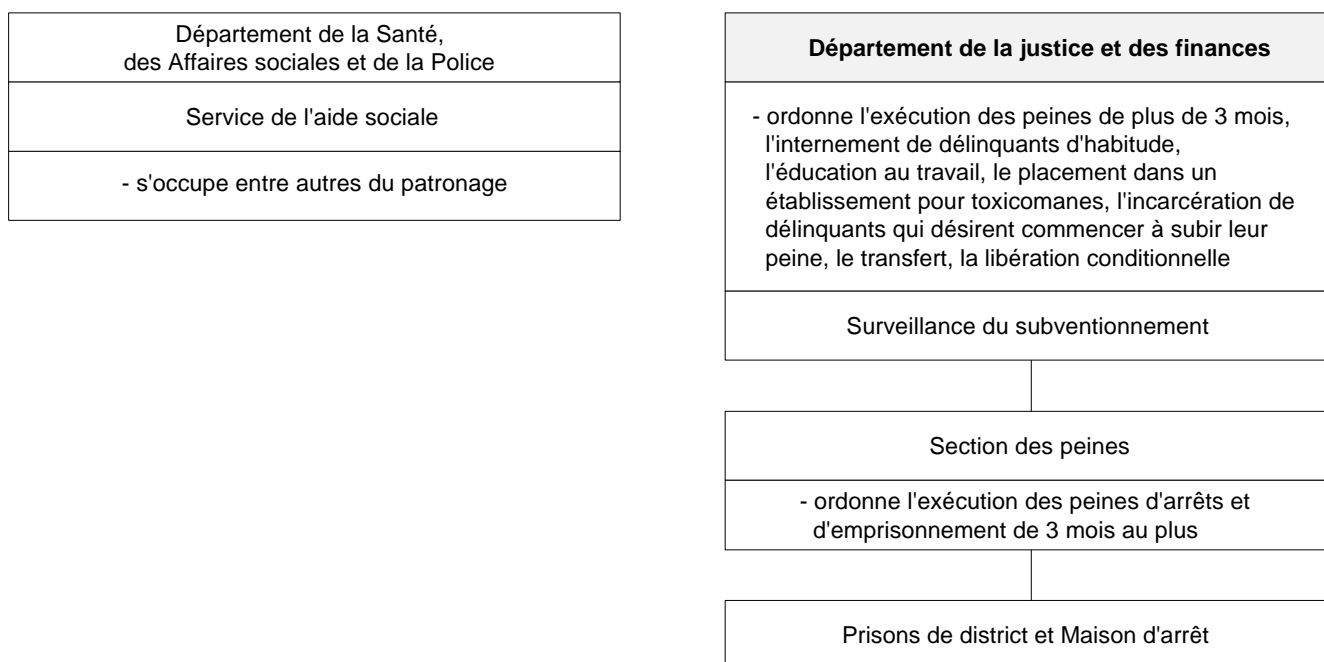 Département de la Santé,
des Affaires sociales et de la Police
Service de l'aide sociale
- s'occupe entre autres du patronage
Département de la justice et des finances
- ordonne l'exécution des peines de plus de 3 mois,
l'internement de délinquants d'habitude,
l'éducation au travail, le placement dans un
établissement pour toxicomanes, l'incarcération de
délinquants qui désirent commencer à subir leur
peine, le transfert, la libération conditionnelle
Surveillance du subventionnement
Section des peines
- ordonne l'exécution des peines d'arrêts et
d'emprisonnement de 3 mois au plus
Prisons de district et Maison d'arrêt